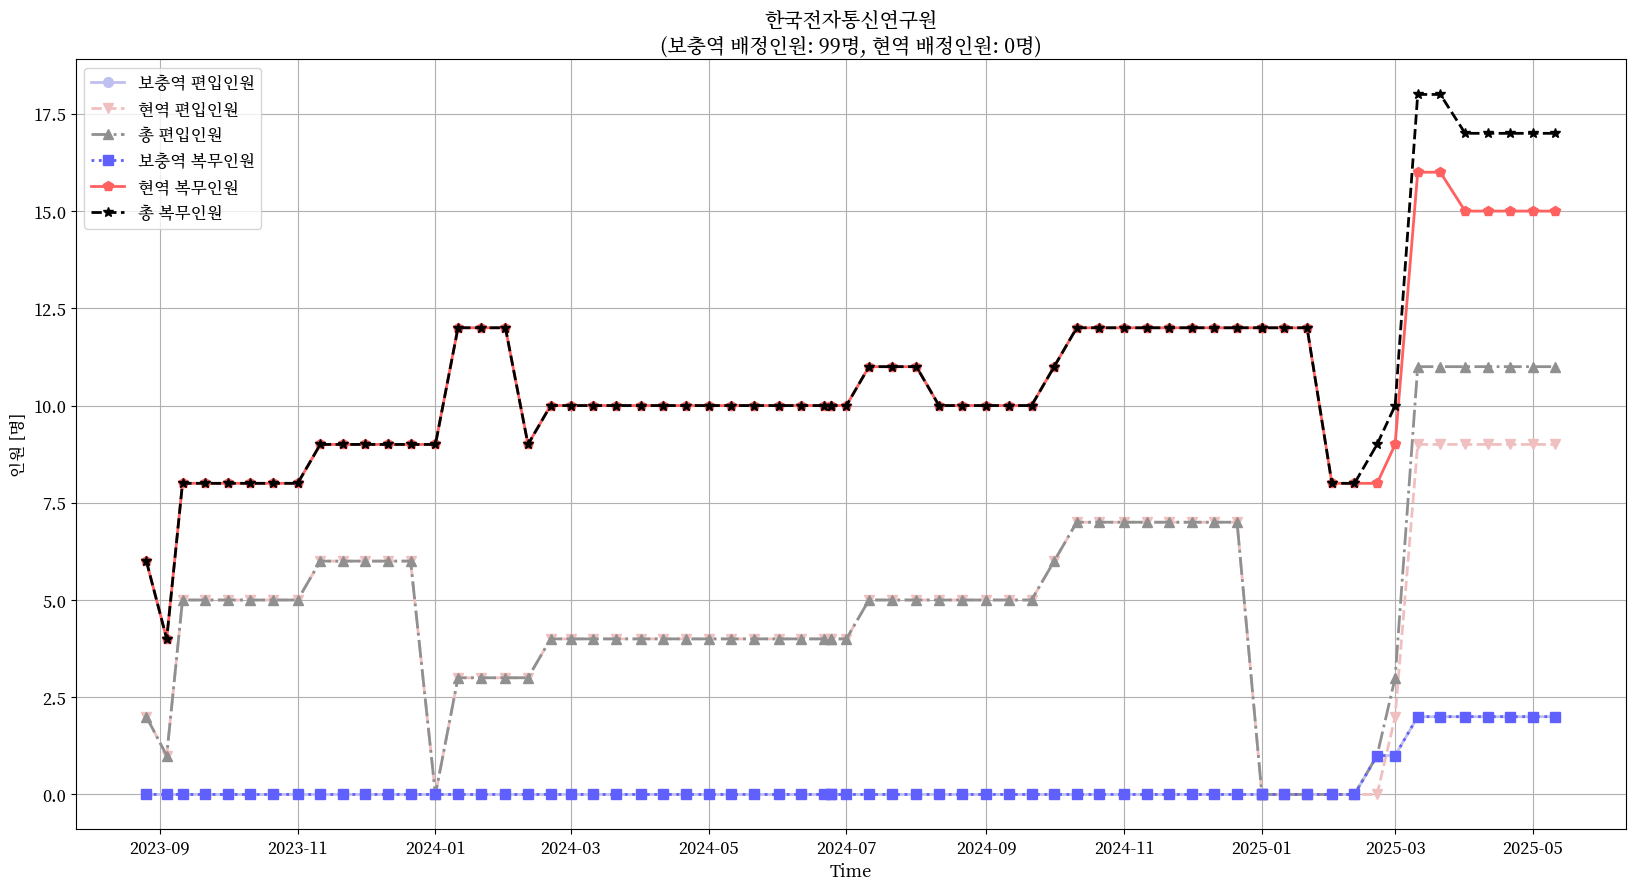 한국전자통신연구원
(보충역 배정인원: 99명, 현역 배정인원: 0명)
보충역 편입인원
현역 편입인원
총 편입인원
보충역 복무인원
현역 복무인원
총 복무인원
인원 [명]
17.5
15.0
12.5
10.0
7.5
5.0
2.5
0.0
2023-09 2023-11 2024-01 2024-03 2024-05 2024-07 2024-09 2024-11 2025-01 2025-03 2025-05
Time